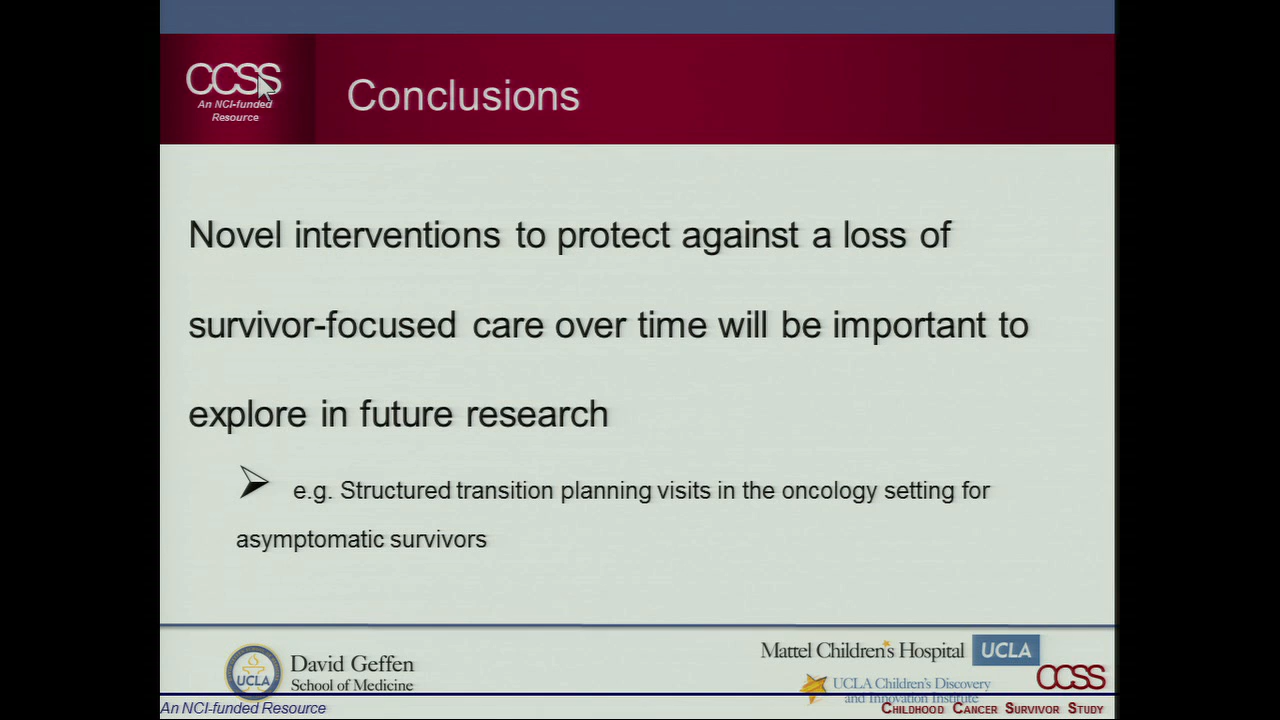 CCSS
An NCI-funded
Resource
Conclusions
Novel interventions to protect against a loss of
survivor-focused care over time will be important to
explore in future research
e.g. Structured transition planning visits in the oncology setting for
asymptomatic survivors
UCLA
David Geffen
School of Medicine
Mattel Children's Hospital UCLA
UCLA Children's Discovery
and Innovation Institute
CCSS
An NCI-funded Resource
CHILDHOOD CANCER SURVIVOR STUDY